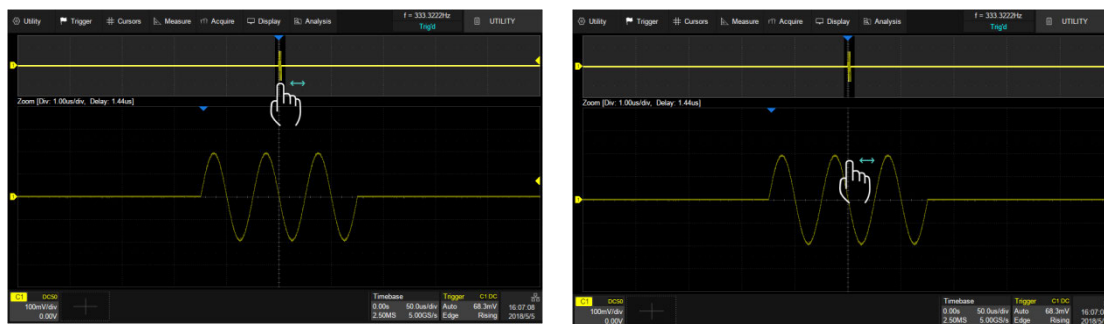 Utility Trigger Cursors Measure Acquire Display Analysis f = 333.3222Hz Trig'd UTILITY
D
Zoom [Div: 1.00us/div, Delay: 1.44us]
D
C1 DC50
100mV/div
0.00V
Timebase
0.00s 50.0us/div
2.50MS 5.00GS/s
Trigger C1 DC
Auto 68.3mV
Edge Rising
16:07:08
2018/5/5
Utility Trigger Cursors Measure Acquire Display Analysis f = 333.3222Hz Trig'd UTILITY
D
Zoom [Div: 1.00us/div, Delay: 1.44us]
D
C1 DC50
100mV/div
0.00V
Timebase
0.00s 50.0us/div
2.50MS 5.00GS/s
Trigger C1 DC
Auto 68.3mV
Edge Rising